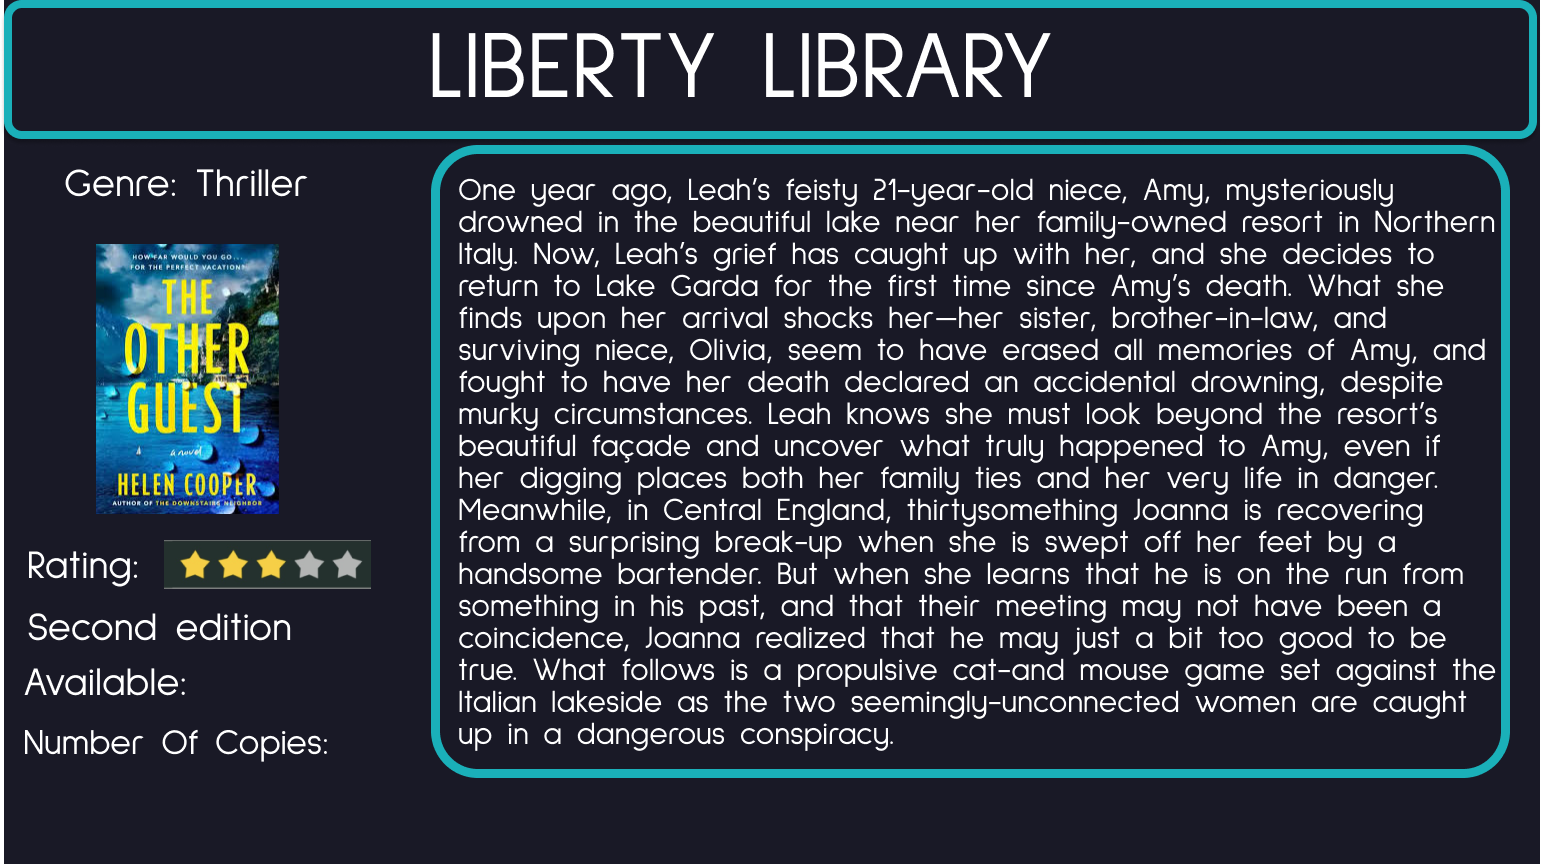 LIBERTY LIBRARY
Genre: Thriller
HOW FAR WOULD YOU GO...
FOR THE PERFECT VACATION?
THE
OTHER
GUEST
a novel
HELEN COOPER
AUTHOR OF THE DOWNSTAIRS NEIGHBOR
Rating:
Second edition
Available:
Number Of Copies:
One year ago, Leah's feisty 21-year-old niece, Amy, mysteriously
drowned in the beautiful lake near her family-owned resort in Northern
Italy. Now, Leah's grief has caught up with her, and she decides to
return to Lake Garda for the first time since Amy's death. What she
finds upon her arrival shocks her—her sister, brother-in-law, and
surviving niece, Olivia, seem to have erased all memories of Amy, and
fought to have her death declared an accidental drowning, despite
murky circumstances. Leah knows she must look beyond the resort's
beautiful façade and uncover what truly happened to Amy, even if
her digging places both her family ties and her very life in danger.
Meanwhile, in Central England, thirtysomething Joanna is recovering
from a surprising break-up when she is swept off her feet by a
handsome bartender. But when she learns that he is on the run from
something in his past, and that their meeting may not have been a
coincidence, Joanna realized that he may just a bit too good to be
true. What follows is a propulsive cat-and mouse game set against the
Italian lakeside as the two seemingly-unconnected women are caught
up in a dangerous conspiracy.